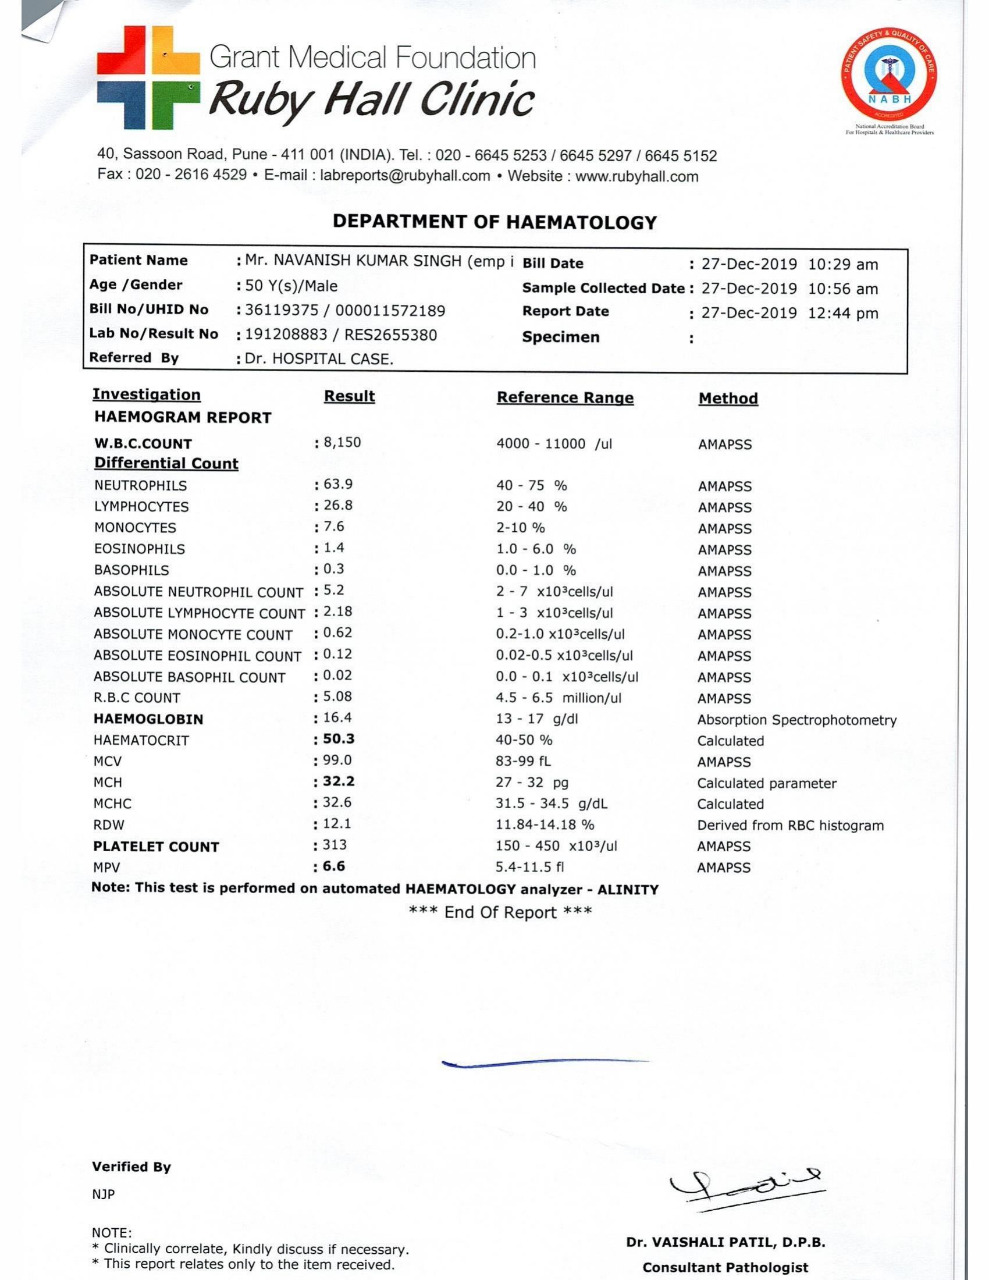 Grant Medical Foundation
Ruby Hall Clinic
PATIENT SAFETY & QUALITY OF CARE
NABH
ACCREDITED
National Accreditation Board
For Hospitals & Healthcare Providers
40, Sassoon Road, Pune - 411 001 (INDIA). Tel. : 020 - 6645 5253 / 6645 5297 / 6645 5152
Fax : 020 - 2616 4529 • E-mail : labreports@rubyhall.com • Website : www.rubyhall.com
DEPARTMENT OF HAEMATOLOGY
Patient Name : Mr. NAVANISH KUMAR SINGH (emp i Bill Date : 27-Dec-2019 10:29 am
Age /Gender : 50 Y(s)/Male Sample Collected Date : 27-Dec-2019 10:56 am
Bill No/UHID No : 36119375 / 000011572189 Report Date : 27-Dec-2019 12:44 pm
Lab No/Result No : 191208883 / RES2655380 Specimen :
Referred By : Dr. HOSPITAL CASE.
Investigation Result Reference Range Method
HAEMOGRAM REPORT
W.B.C.COUNT : 8,150 4000 - 11000 /ul AMAPSS
Differential Count
NEUTROPHILS : 63.9 40 - 75 % AMAPSS
LYMPHOCYTES : 26.8 20 - 40 % AMAPSS
MONOCYTES : 7.6 2-10 % AMAPSS
EOSINOPHILS : 1.4 1.0 - 6.0 % AMAPSS
BASOPHILS : 0.3 0.0 - 1.0 % AMAPSS
ABSOLUTE NEUTROPHIL COUNT : 5.2 2 - 7 x10³cells/ul AMAPSS
ABSOLUTE LYMPHOCYTE COUNT : 2.18 1 - 3 x10³cells/ul AMAPSS
ABSOLUTE MONOCYTE COUNT : 0.62 0.2-1.0 x10³cells/ul AMAPSS
ABSOLUTE EOSINOPHIL COUNT : 0.12 0.02-0.5 x10³cells/ul AMAPSS
ABSOLUTE BASOPHIL COUNT : 0.02 0.0 - 0.1 x10³cells/ul AMAPSS
R.B.C COUNT : 5.08 4.5 - 6.5 million/ul AMAPSS
HAEMOGLOBIN : 16.4 13 - 17 g/dl Absorption Spectrophotometry
HAEMATOCRIT : 50.3 40-50 % Calculated
MCV : 99.0 83-99 fL AMAPSS
MCH : 32.2 27 - 32 pg Calculated parameter
MCHC : 32.6 31.5 - 34.5 g/dL Calculated
RDW : 12.1 11.84-14.18 % Derived from RBC histogram
PLATELET COUNT : 313 150 - 450 x10³/ul AMAPSS
MPV : 6.6 5.4-11.5 fl AMAPSS
Note: This test is performed on automated HAEMATOLOGY analyzer - ALINITY
*** End Of Report ***
Verified By
NJP
NOTE:
* Clinically correlate, Kindly discuss if necessary.
* This report relates only to the item received.
Dr. VAISHALI PATIL, D.P.B.
Consultant Pathologist